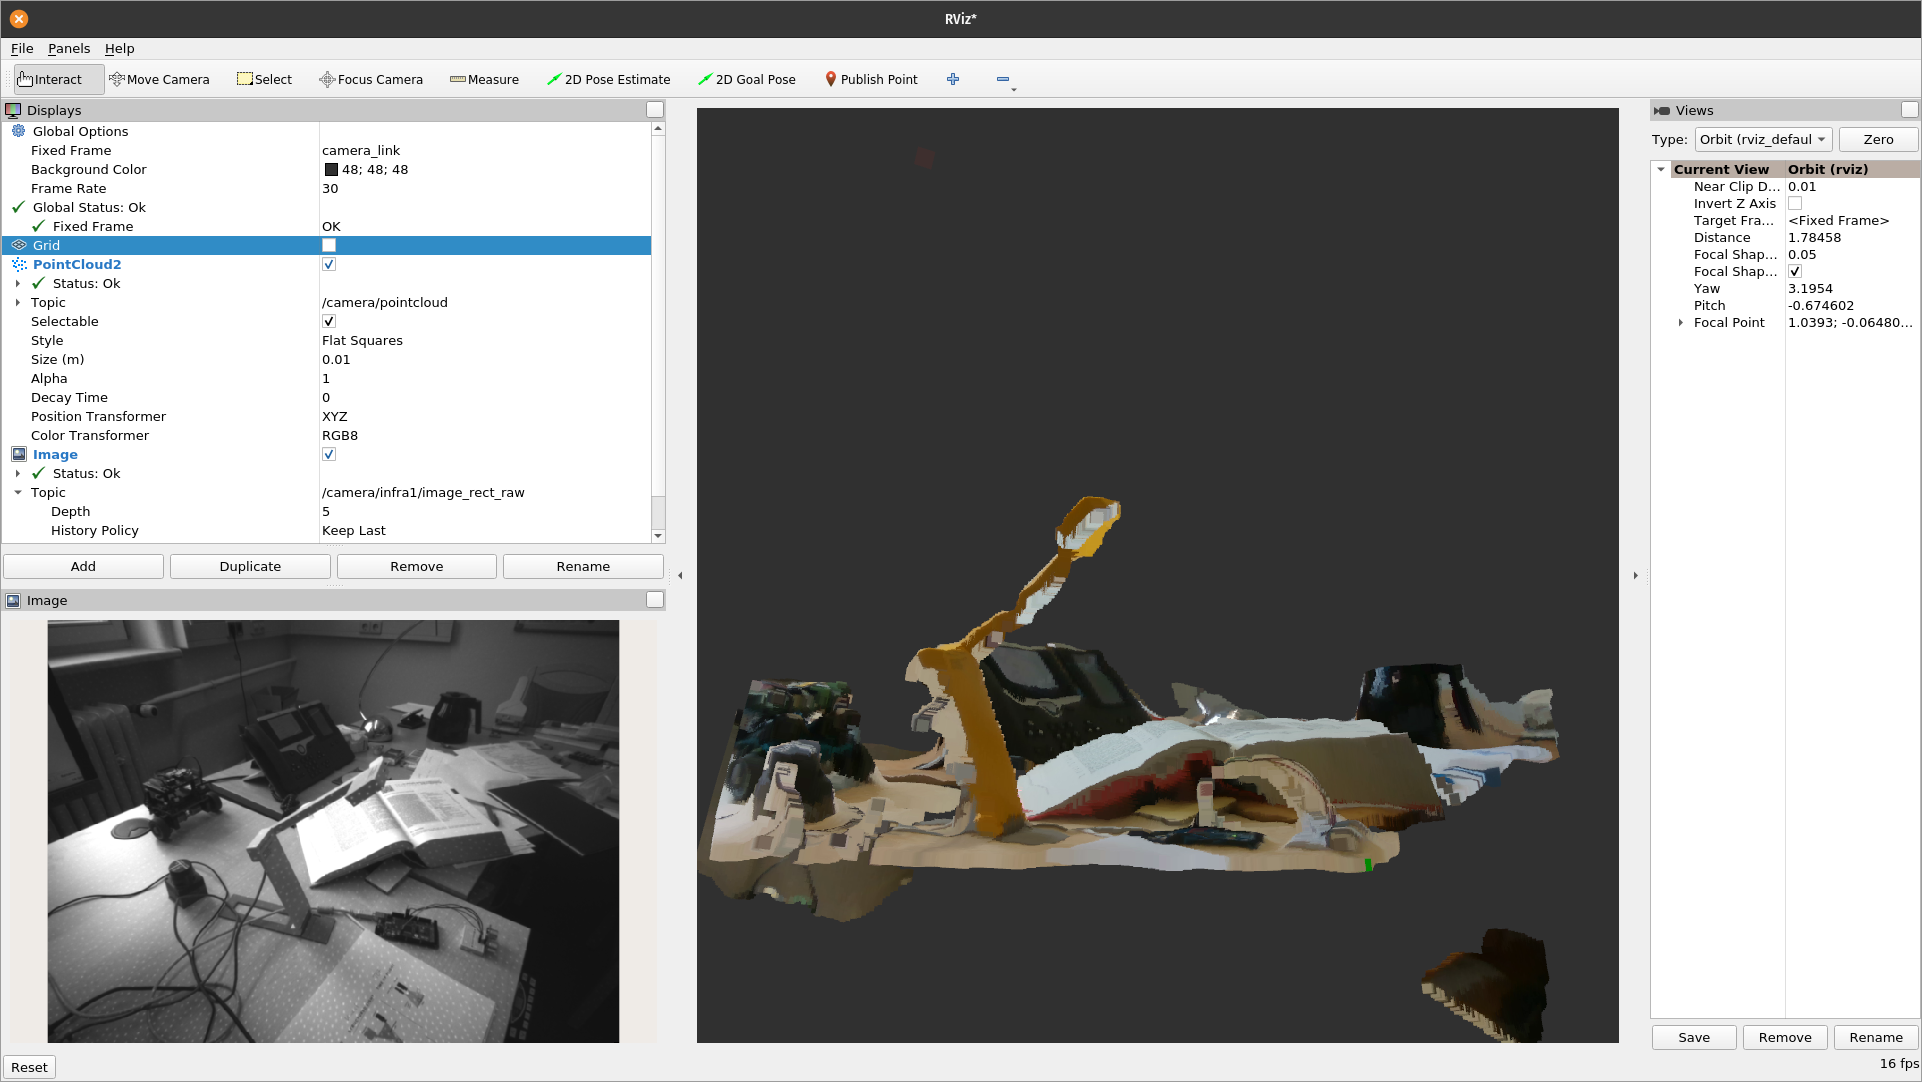 RViz*
File Panels Help
Interact Move Camera Select Focus Camera Measure 2D Pose Estimate 2D Goal Pose Publish Point
Displays
Global Options
Fixed Frame camera_link
Background Color 48; 48; 48
Frame Rate 30
Global Status: Ok
Fixed Frame OK
Grid
PointCloud2
Status: Ok
Topic /camera/pointcloud
Selectable
Style Flat Squares
Size (m) 0.01
Alpha 1
Decay Time 0
Position Transformer XYZ
Color Transformer RGB8
Image
Status: Ok
Topic /camera/infra1/image_rect_raw
Depth 5
History Policy Keep Last
Add Duplicate Remove Rename
Image
Reset
Views
Type: Orbit (rviz_defaul Zero
Current View Orbit (rviz)
Near Clip D... 0.01
Invert Z Axis
Target Fra... <Fixed Frame>
Distance 1.78458
Focal Shap... 0.05
Focal Shap...
Yaw 3.1954
Pitch -0.674602
Focal Point 1.0393; -0.06480...
Save Remove Rename
16 fps